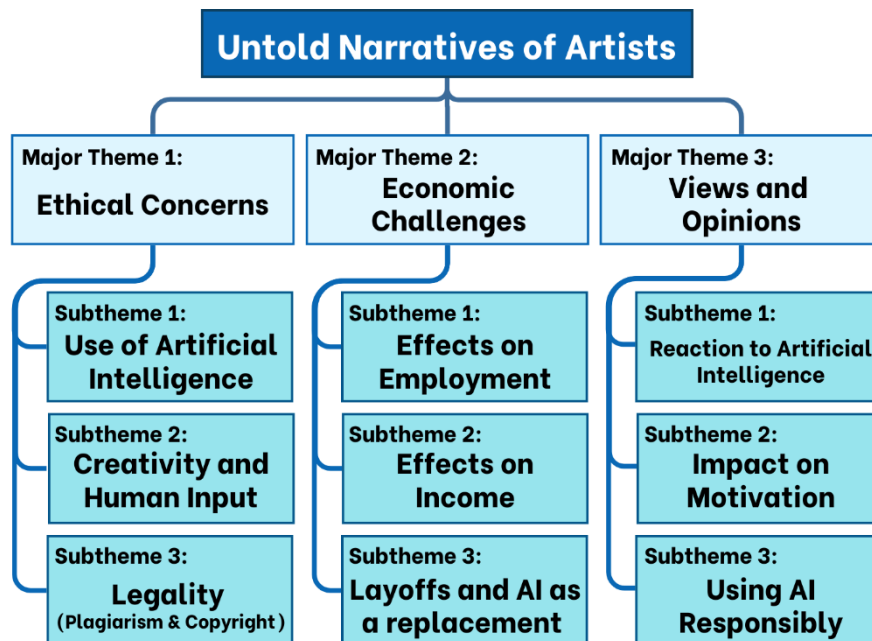 Untold Narratives of Artists
Major Theme 1:
Ethical Concerns
Major Theme 2:
Economic
Challenges
Major Theme 3:
Views and
Opinions
Subtheme 1:
Use of Artificial
Intelligence
Subtheme 2:
Creativity and
Human Input
Subtheme 3:
Legality
(Plagiarism & Copyright)
Subtheme 1:
Effects on
Employment
Subtheme 2:
Effects on
Income
Subtheme 3:
Layoffs and AI as
a replacement
Subtheme 1:
Reaction to Artificial
Intelligence
Subtheme 2:
Impact on
Motivation
Subtheme 3:
Using AI
Responsibly